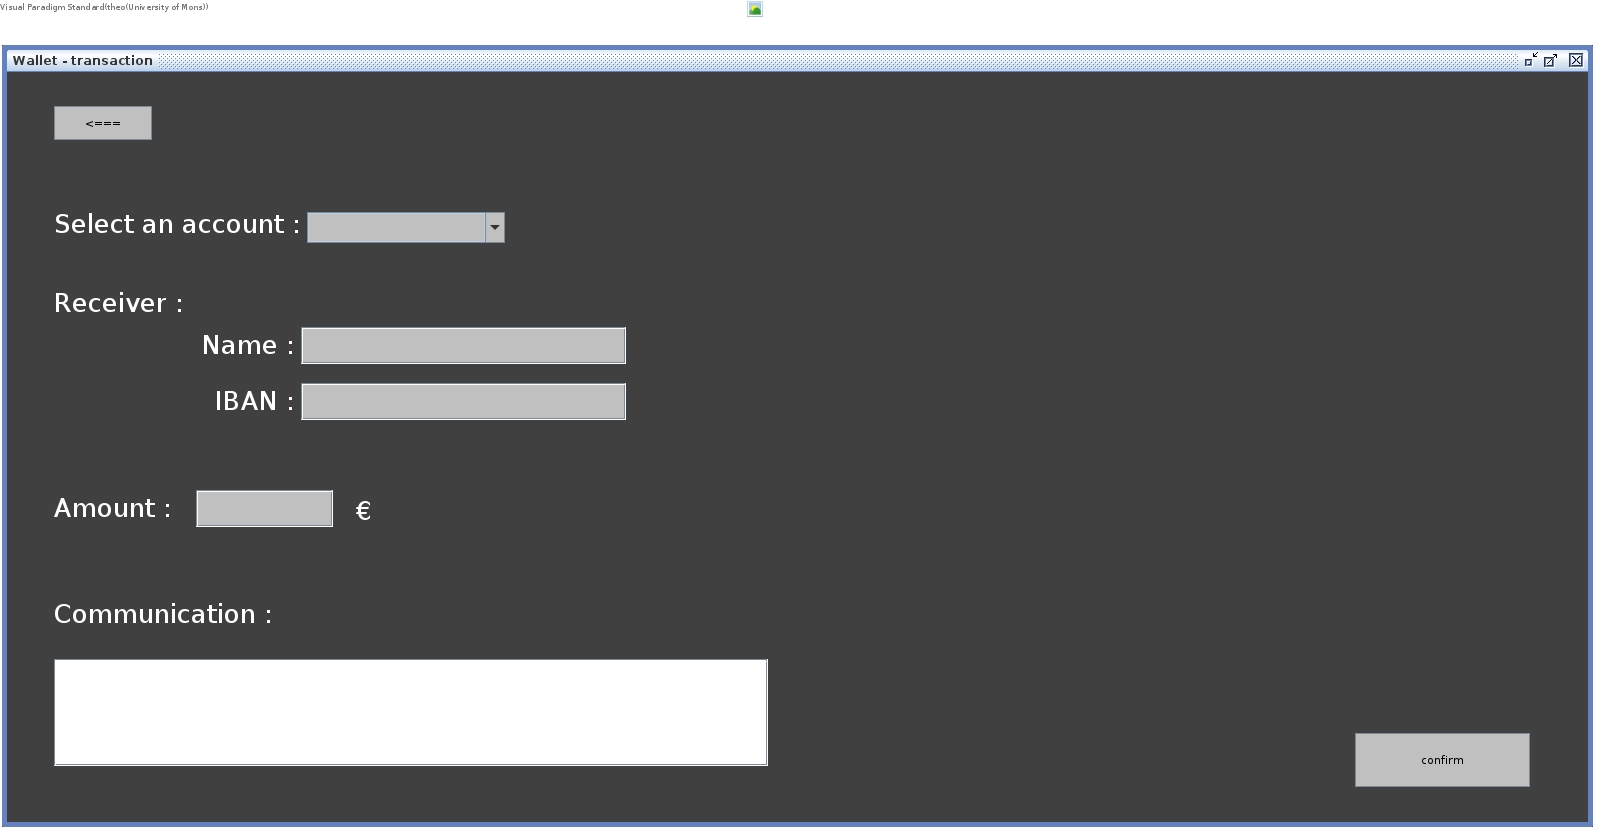 Visual Paradigm Standard(theo(University of Mons))
Wallet - transaction
<===
Select an account :
Receiver :
Name :
IBAN :
Amount : €
Communication :
confirm